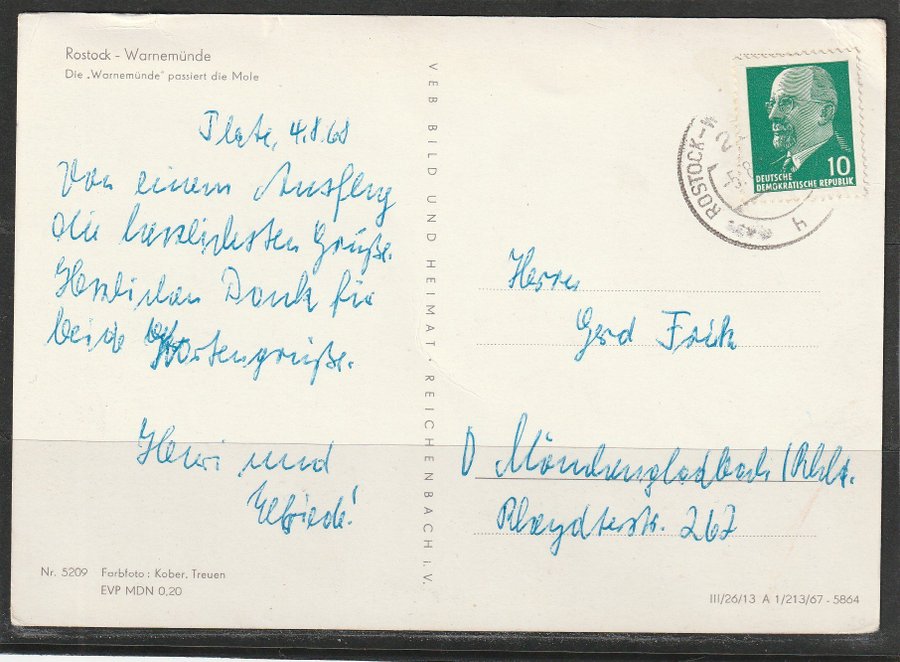 Rostock - Warnemünde
Die „Warnemünde" passiert die Mole
Plate, 4.8.68
Von einem Ausflug
die herzlichsten Grüße.
Herzlichen Dank für
beide Kartengrüße.
Henri und
Elfriede!
VEB BILD UND HEIMAT · REICHENBACH i. V.
ROSTOCK-
10
DEUTSCHE
DEMOKRATISCHE REPUBLIK
h
Herrn
Gerd
D Mönchengladbach/Rhld.
Rheydterstr. 267
Nr. 5209 Farbfoto: Kober, Treuen
EVP MDN 0,20
III/26/13 A 1/213/67 - 5864